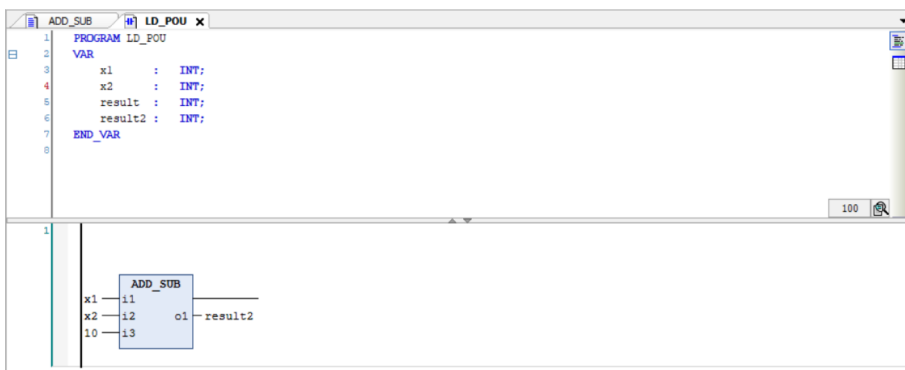 ADD_SUB LD_POU X
1 PROGRAM LD_POU
2 VAR
3 x1 : INT;
4 x2 : INT;
5 result : INT;
6 result2 : INT;
7 END_VAR
8
100
1
ADD_SUB
x1 i1
x2 i2 o1 result2
10 i3